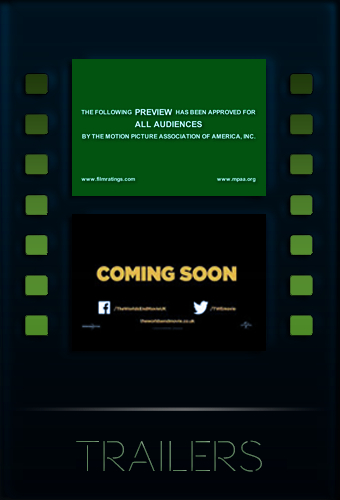 THE FOLLOWING PREVIEW HAS BEEN APPROVED FOR
ALL AUDIENCES
BY THE MOTION PICTURE ASSOCIATION OF AMERICA, INC.
www.filmratings.com www.mpaa.org
COMING SOON
/TheWorldsEndMovieUK /TWEmovie
theworldsendmovie.co.uk
TRAILERS